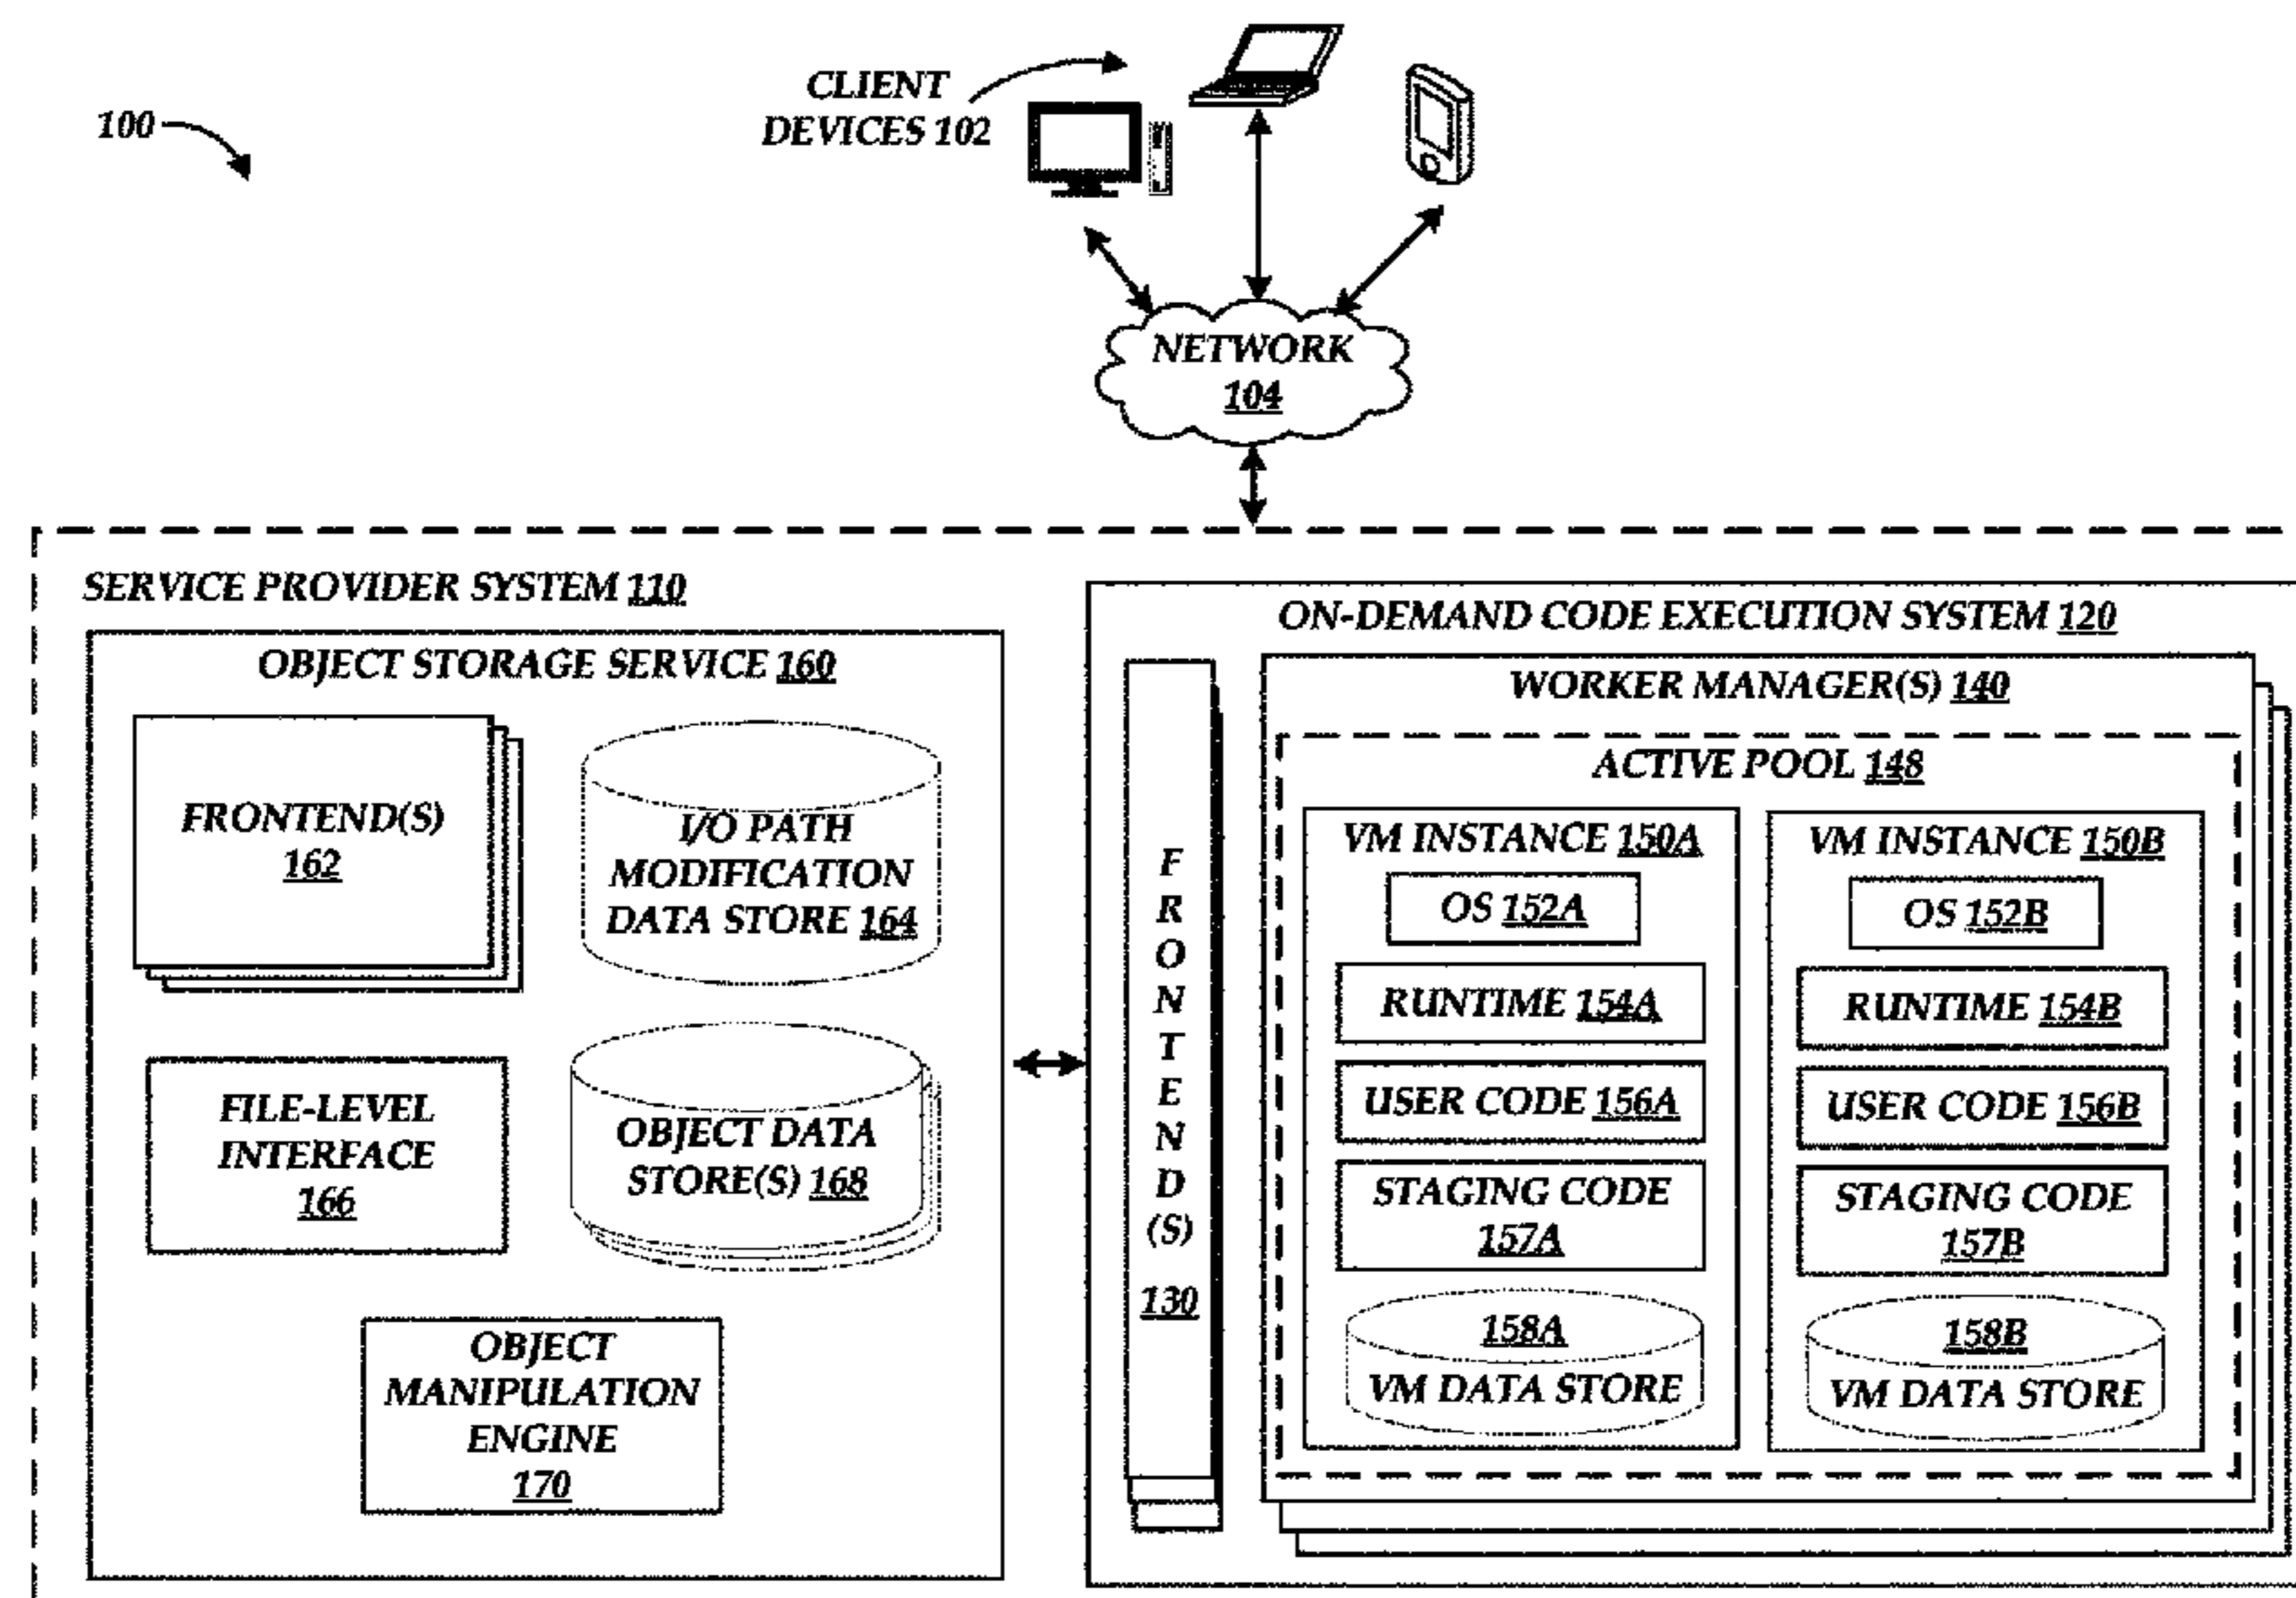 100
CLIENT
DEVICES 102
NETWORK
104
SERVICE PROVIDER SYSTEM 110
OBJECT STORAGE SERVICE 160
FRONTEND(S)
162
I/O PATH
MODIFICATION
DATA STORE 164
FILE-LEVEL
INTERFACE
166
OBJECT DATA
STORE(S) 168
OBJECT
MANIPULATION
ENGINE
170
ON-DEMAND CODE EXECUTION SYSTEM 120
F
R
O
N
T
E
N
D
(S)
130
WORKER MANAGER(S) 140
ACTIVE POOL 148
VM INSTANCE 150A
OS 152A
RUNTIME 154A
USER CODE 156A
STAGING CODE
157A
158A
VM DATA STORE
VM INSTANCE 150B
OS 152B
RUNTIME 154B
USER CODE 156B
STAGING CODE
157B
158B
VM DATA STORE